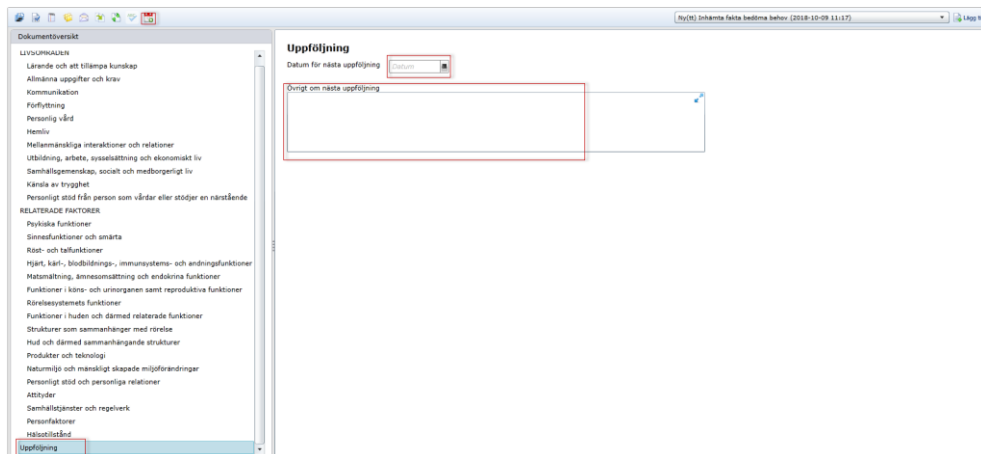 Ny(tt) Inhämta fakta bedöma behov (2018-10-09 11:17)
Lägg ti
Dokumentöversikt
LIVSOMRÅDEN
Lärande och att tillämpa kunskap
Allmänna uppgifter och krav
Kommunikation
Förflyttning
Personlig vård
Hemliv
Mellanmänskliga interaktioner och relationer
Utbildning, arbete, sysselsättning och ekonomiskt liv
Samhällsgemenskap, socialt och medborgerligt liv
Känsla av trygghet
Personligt stöd från person som vårdar eller stödjer en närstående
RELATERADE FAKTORER
Psykiska funktioner
Sinnesfunktioner och smärta
Röst- och talfunktioner
Hjärt, kärl-, blodbildnings-, immunsystems- och andningsfunktioner
Matsmältning, ämnesomsättning och endokrina funktioner
Funktioner i köns- och urinorganen samt reproduktiva funktioner
Rörelsesystemets funktioner
Funktioner i huden och därmed relaterade funktioner
Strukturer som sammanhänger med rörelse
Hud och därmed sammanhängande strukturer
Produkter och teknologi
Naturmiljö och mänskligt skapade miljöförändringar
Personligt stöd och personliga relationer
Attityder
Samhällstjänster och regelverk
Personfaktorer
Hälsotillstånd
Uppföljning
Uppföljning
Datum för nästa uppföljning
Datum
Övrigt om nästa uppföljning